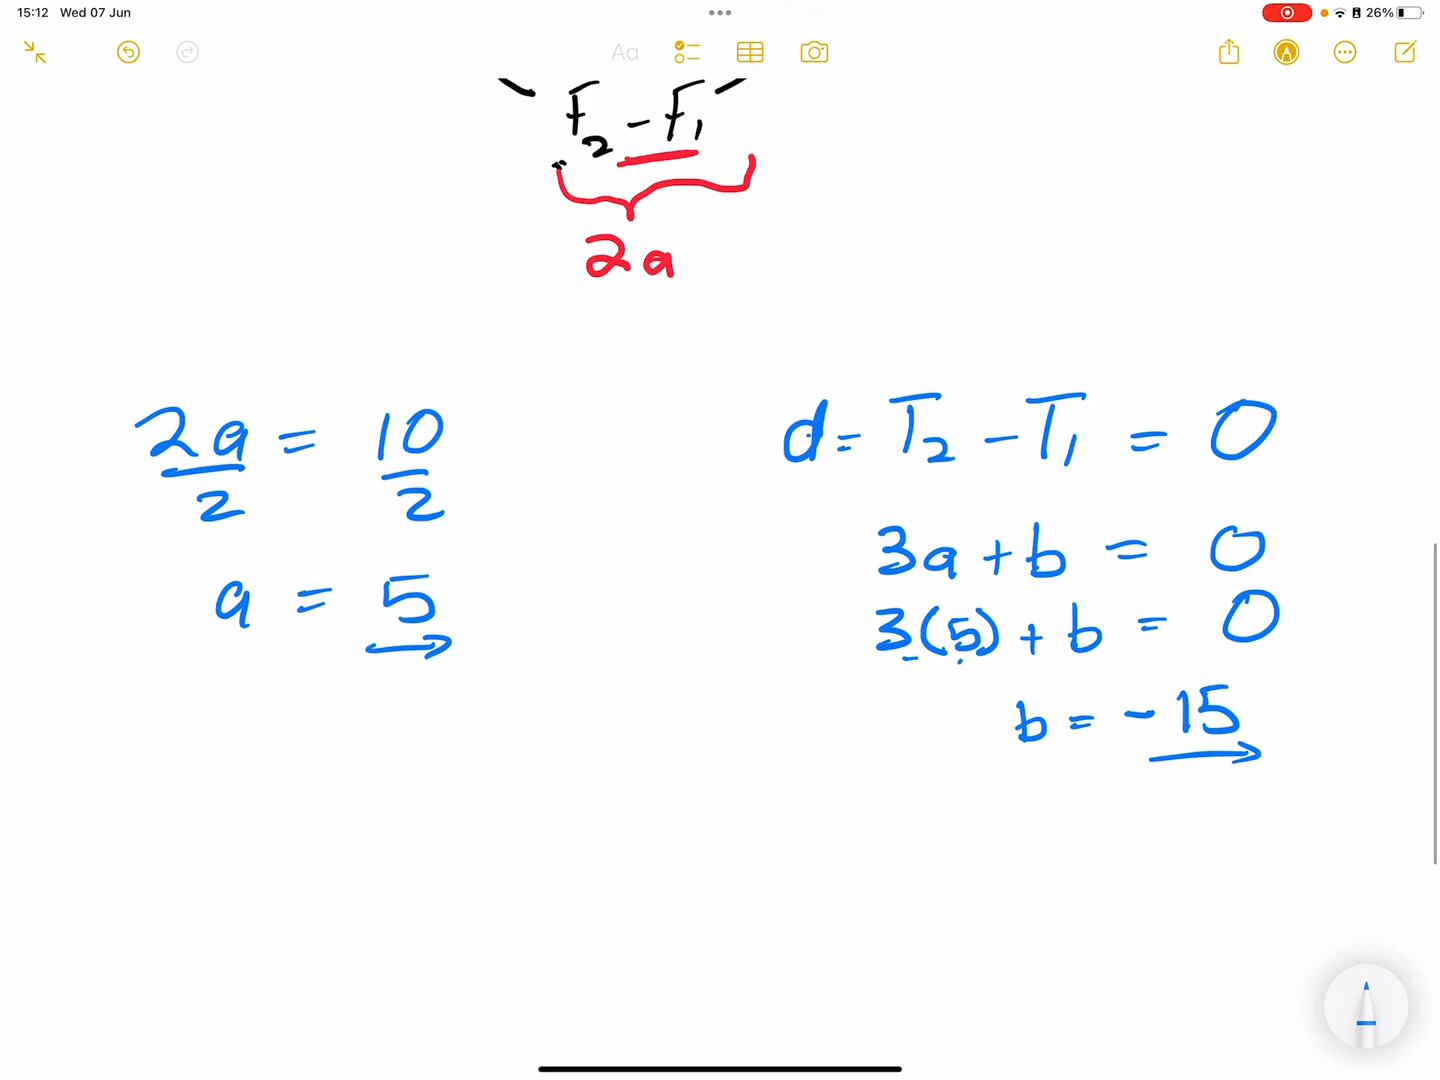 15:12 Wed 07 Jun
26%
Aa
F₂ - F₁
2a
2a = 10
2 2
a = 5
d = T₂ - T₁ = 0
3a + b = 0
3(5) + b = 0
b = -15